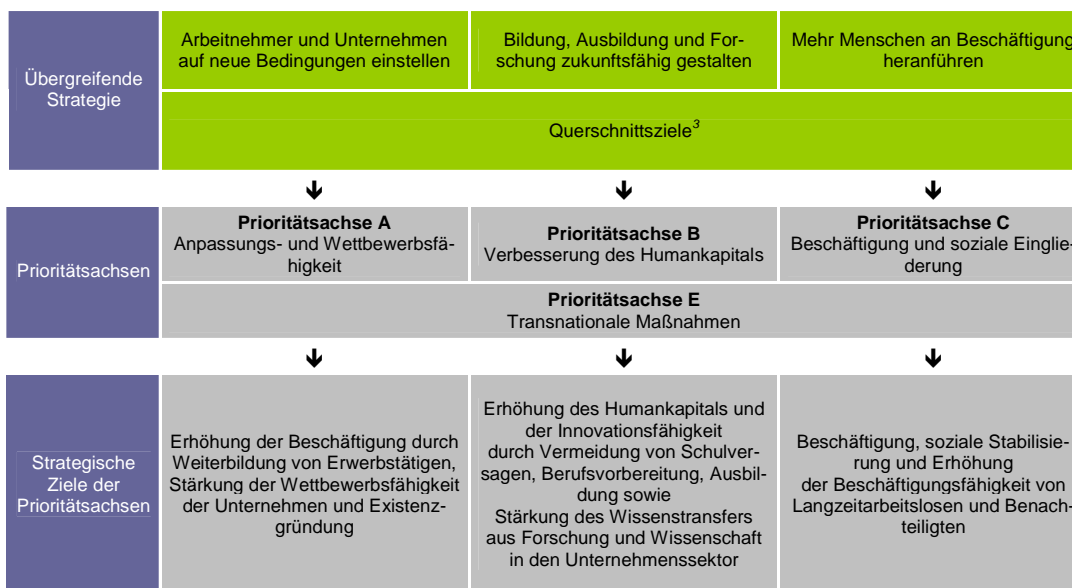 Übergreifende
Strategie
Arbeitnehmer und Unternehmen
auf neue Bedingungen einstellen
Bildung, Ausbildung und For-
schung zukunftsfähig gestalten
Mehr Menschen an Beschäftigung
heranführen
Querschnittsziele³
Prioritätsachsen
Prioritätsachse A
Anpassungs- und Wettbewerbsfä-
higkeit
Prioritätsachse B
Verbesserung des Humankapitals
Prioritätsachse C
Beschäftigung und soziale Einglie-
derung
Prioritätsachse E
Transnationale Maßnahmen
Strategische
Ziele der
Prioritätsachsen
Erhöhung der Beschäftigung durch
Weiterbildung von Erwerbstätigen,
Stärkung der Wettbewerbsfähigkeit
der Unternehmen und Existenz-
gründung
Erhöhung des Humankapitals und
der Innovationsfähigkeit
durch Vermeidung von Schulver-
sagen, Berufsvorbereitung, Ausbil-
dung sowie
Stärkung des Wissenstransfers
aus Forschung und Wissenschaft
in den Unternehmenssektor
Beschäftigung, soziale Stabilisie-
rung und Erhöhung
der Beschäftigungsfähigkeit von
Langzeitarbeitslosen und Benach-
teiligten